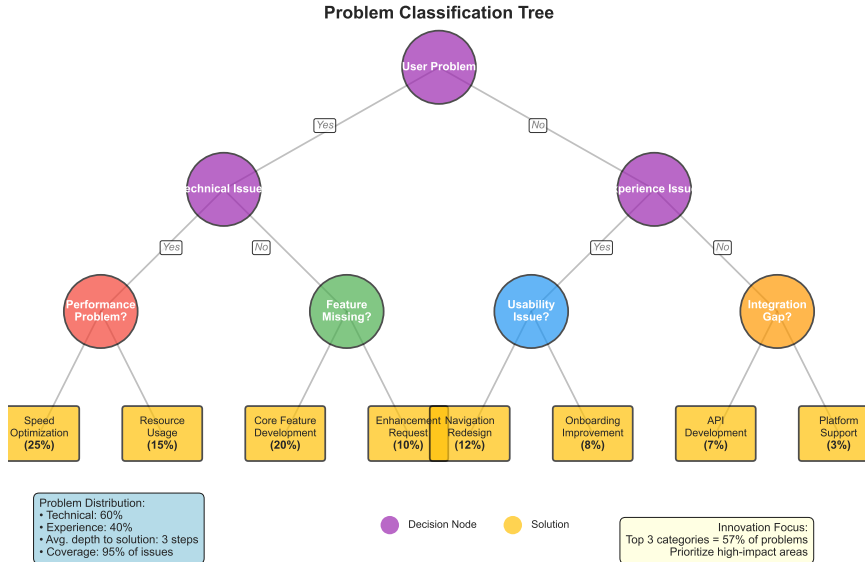 Problem Classification Tree
User Problem
Yes
No
echnical Issue
xperience Issue
Yes
No
Yes
No
Performance
Problem?
Feature
Missing?
Usability
Issue?
Integration
Gap?
Speed
Optimization
(25%)
Resource
Usage
(15%)
Core Feature
Development
(20%)
Enhancement
Request
(10%)
Navigation
Redesign
(12%)
Onboarding
Improvement
(8%)
API
Development
(7%)
Platform
Support
(3%)
Problem Distribution:
• Technical: 60%
• Experience: 40%
• Avg. depth to solution: 3 steps
• Coverage: 95% of issues
Decision Node
Solution
Innovation Focus:
Top 3 categories = 57% of problems
Prioritize high-impact areas